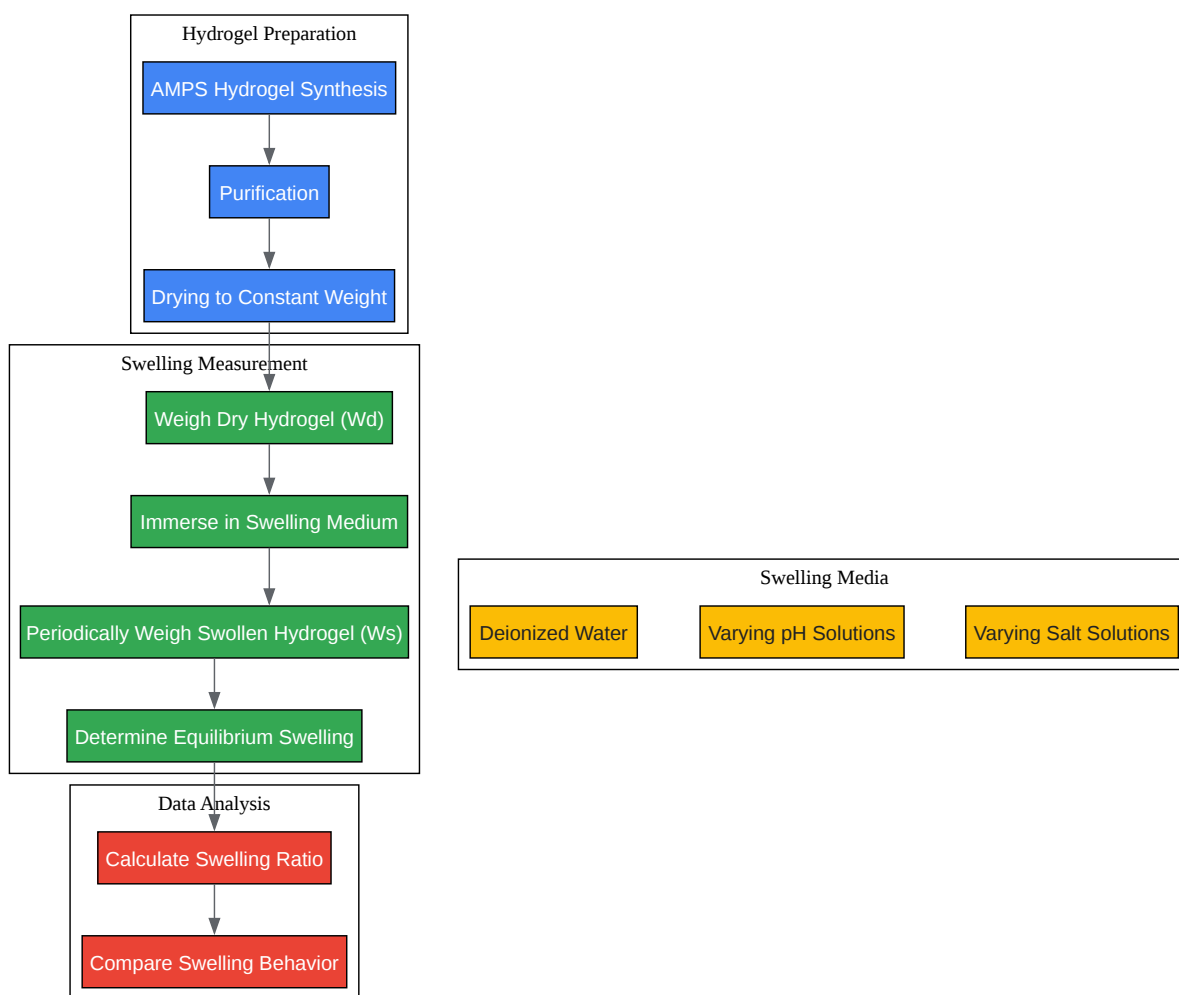 Hydrogel Preparation
AMPS Hydrogel Synthesis
Purification
Drying to Constant Weight
Swelling Measurement
Weigh Dry Hydrogel (Wd)
Immerse in Swelling Medium
Periodically Weigh Swollen Hydrogel (Ws)
Determine Equilibrium Swelling
Swelling Media
Deionized Water
Varying pH Solutions
Varying Salt Solutions
Data Analysis
Calculate Swelling Ratio
Compare Swelling Behavior